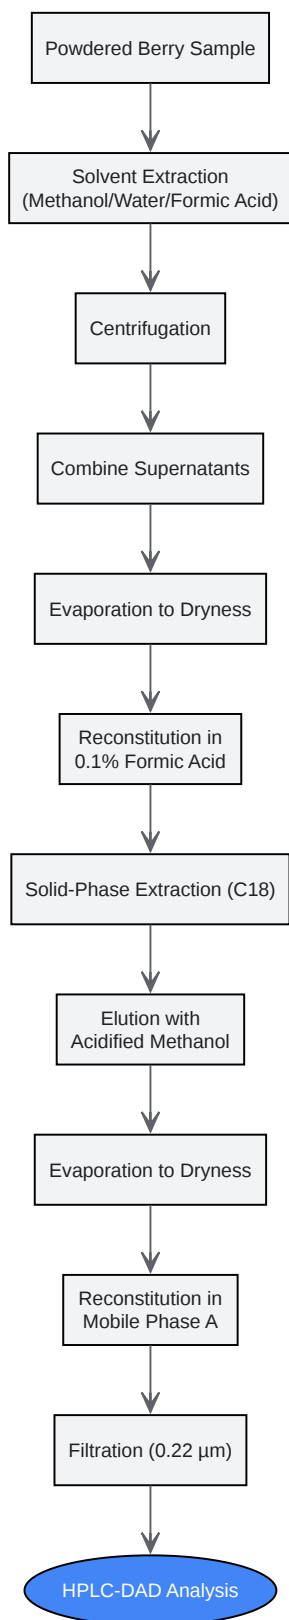 Powdered Berry Sample
Solvent Extraction
(Methanol/Water/Formic Acid)
Centrifugation
Combine Supernatants
Evaporation to Dryness
Reconstitution in
0.1% Formic Acid
Solid-Phase Extraction (C18)
Elution with
Acidified Methanol
Evaporation to Dryness
Reconstitution in
Mobile Phase A
Filtration (0.22 µm)
HPLC-DAD Analysis